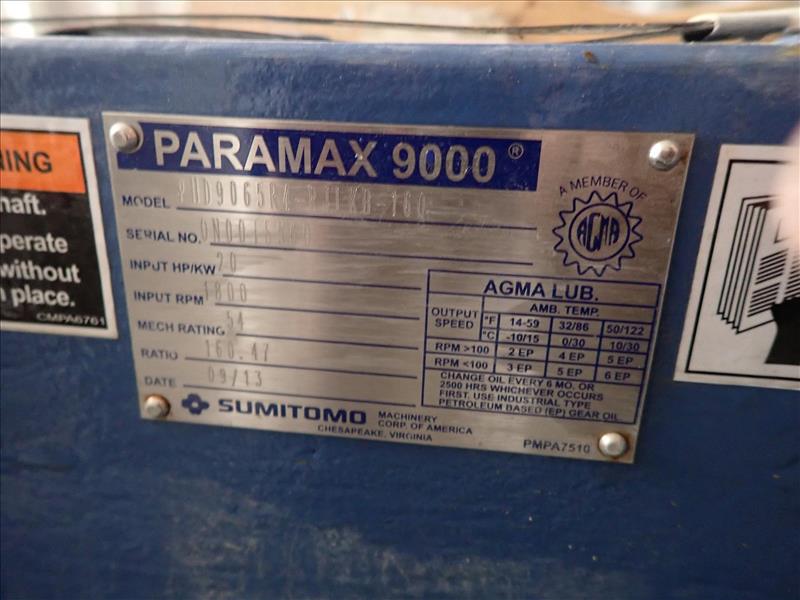 NING
haft.
perate
without
n place.
CMPA6761
PARAMAX 9000 ®
MODEL
SERIAL NO.
INPUT HP/KW 20
INPUT RPM 1800
MECH RATING 54
RATIO 160.47
DATE 09/13
A MEMBER OF
AGMA
AGMA LUB.
OUTPUT SPEED AMB. TEMP.
°F 14-59 32/86 50/122
°C -10/15 0/30 10/30
RPM >100 2 EP 4 EP 5 EP
RPM <100 3 EP 5 EP 6 EP
CHANGE OIL EVERY 6 MO. OR
2500 HRS WHICHEVER OCCURS
FIRST. USE INDUSTRIAL TYPE
PETROLEUM BASED (EP) GEAR OIL
SUMITOMO MACHINERY
CORP. OF AMERICA
CHESAPEAKE, VIRGINIA
PMPA7510